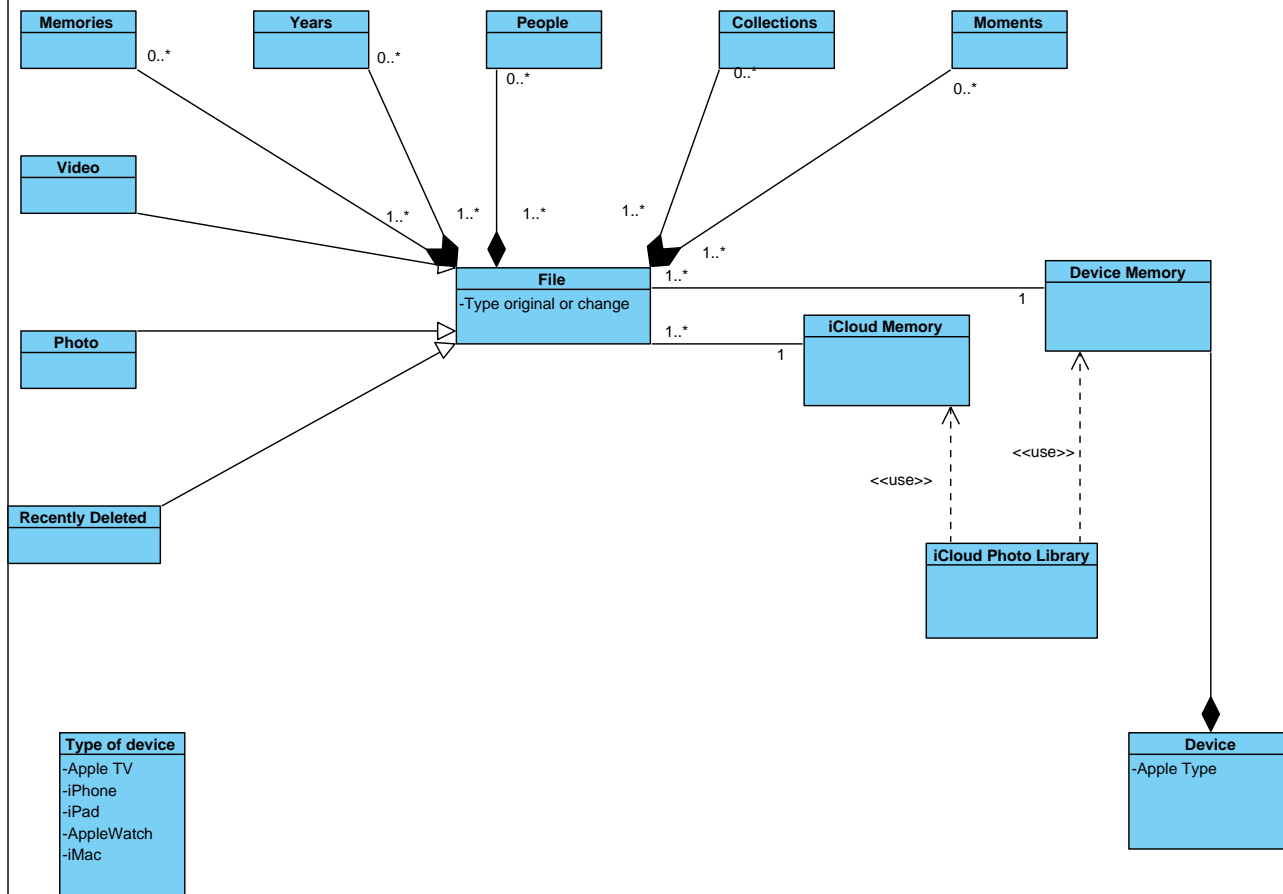 Memories
Years
People
Collections
Moments
0..*
0..*
0..*
0..*
0..*
Video
1..*
1..*
1..*
1..*
1..*
File
-Type original or change
1..*
1
Device Memory
1..*
1
iCloud Memory
Photo
<<use>>
<<use>>
Recently Deleted
iCloud Photo Library
Type of device
-Apple TV
-iPhone
-iPad
-AppleWatch
-iMac
Device
-Apple Type